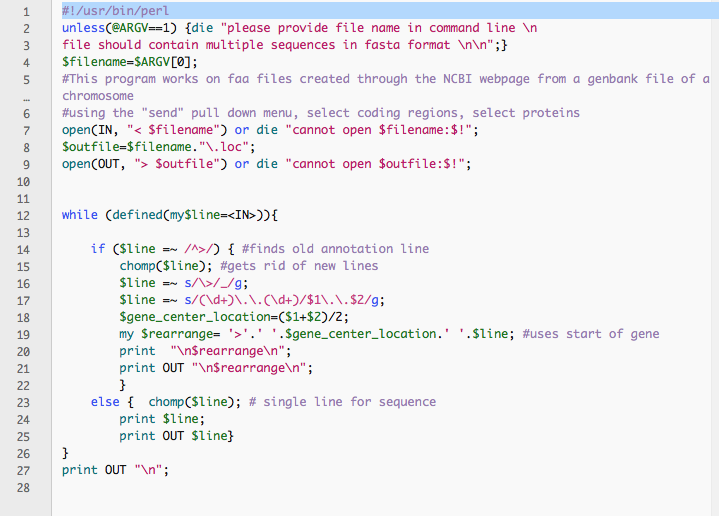 1 #!/usr/bin/perl
2 unless(@ARGV==1) {die "please provide file name in command line \n
3 file should contain multiple sequences in fasta format \n\n";}
4 $filename=$ARGV[0];
5 #This program works on faa files created through the NCBI webpage from a genbank file of a
… chromosome
6 #using the "send" pull down menu, select coding regions, select proteins
7 open(IN, "< $filename") or die "cannot open $filename:$!";
8 $outfile=$filename."\.loc";
9 open(OUT, "> $outfile") or die "cannot open $outfile:$!";
10
11
12 while (defined(my$line=<IN>)){
13
14     if ($line =~ /^>/) { #finds old annotation line
15         chomp($line); #gets rid of new lines
16         $line =~ s/\>/_/g;
17         $line =~ s/(\d+)\.\.(\d+)/$1\.\.$2/g;
18         $gene_center_location=($1+$2)/2;
19         my $rearrange= '>'.' '.$gene_center_location.' '.$line; #uses start of gene
20         print  "\n$rearrange\n";
21         print OUT "\n$rearrange\n";
22         }
23     else {  chomp($line); # single line for sequence
24         print $line;
25         print OUT $line}
26 }
27 print OUT "\n";
28